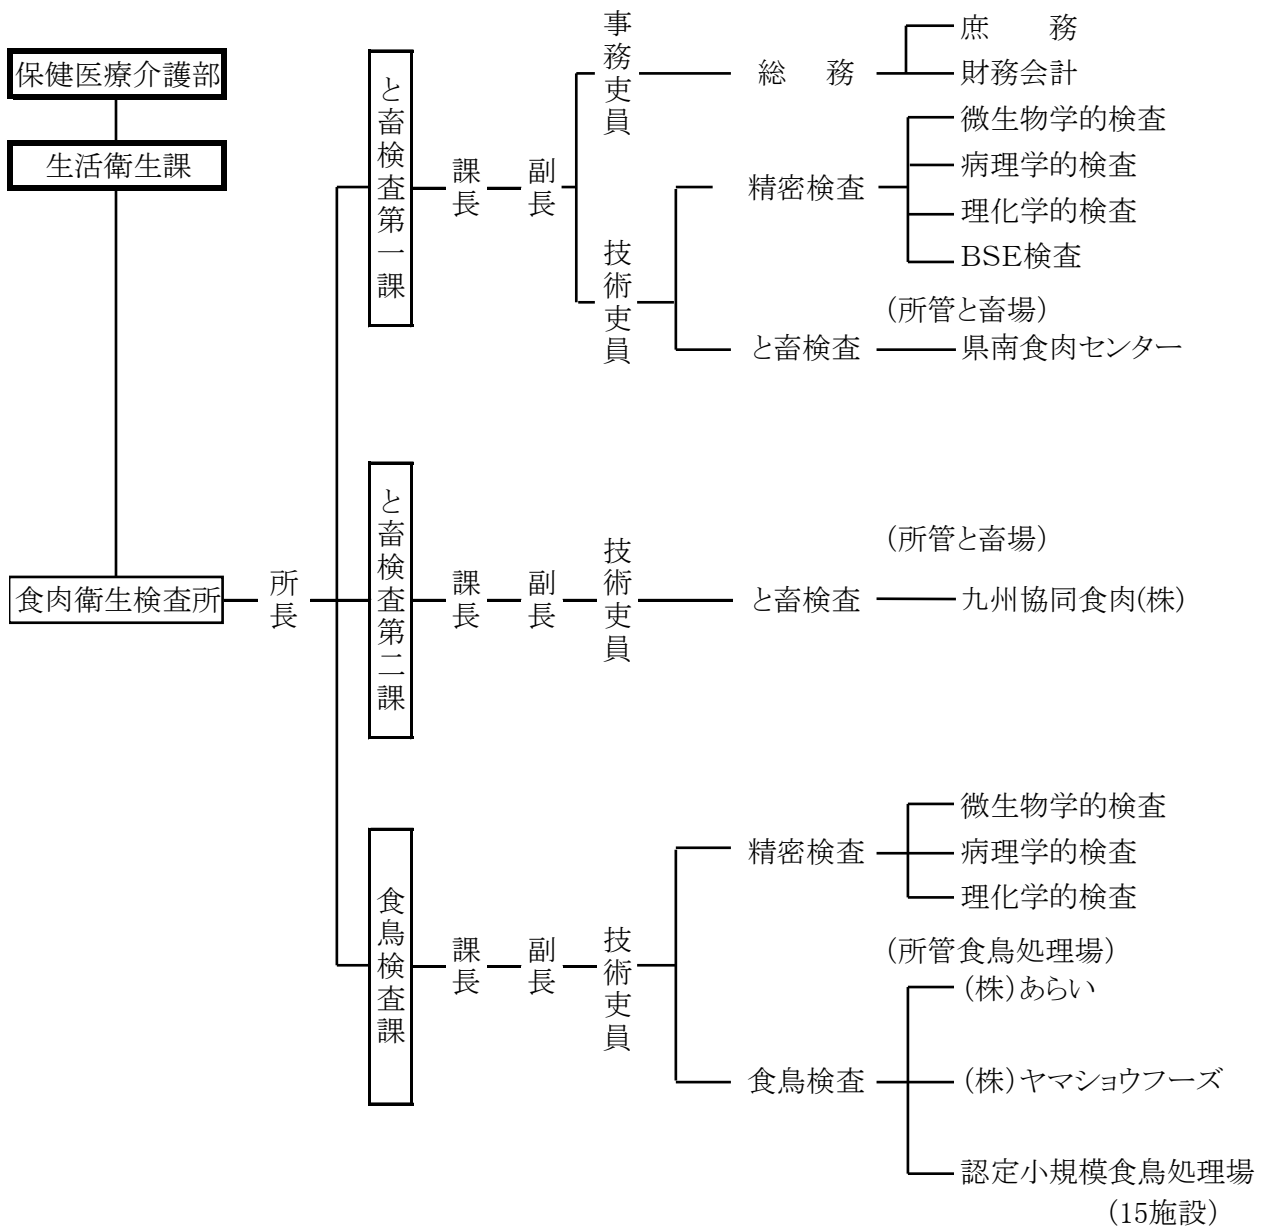 保健医療介護部
生活衛生課
食肉衛生検査所
所長
と畜検査第一課
課長
副長
事務吏員
総　務
庶　務
財務会計
技術吏員
精密検査
微生物学的検査
病理学的検査
理化学的検査
BSE検査
(所管と畜場)
と畜検査
県南食肉センター
と畜検査第二課
課長
副長
技術吏員
(所管と畜場)
と畜検査
九州協同食肉(株)
食鳥検査課
課長
副長
技術吏員
精密検査
微生物学的検査
病理学的検査
理化学的検査
(所管食鳥処理場)
食鳥検査
(株)あらい
(株)ヤマショウフーズ
認定小規模食鳥処理場
(15施設)